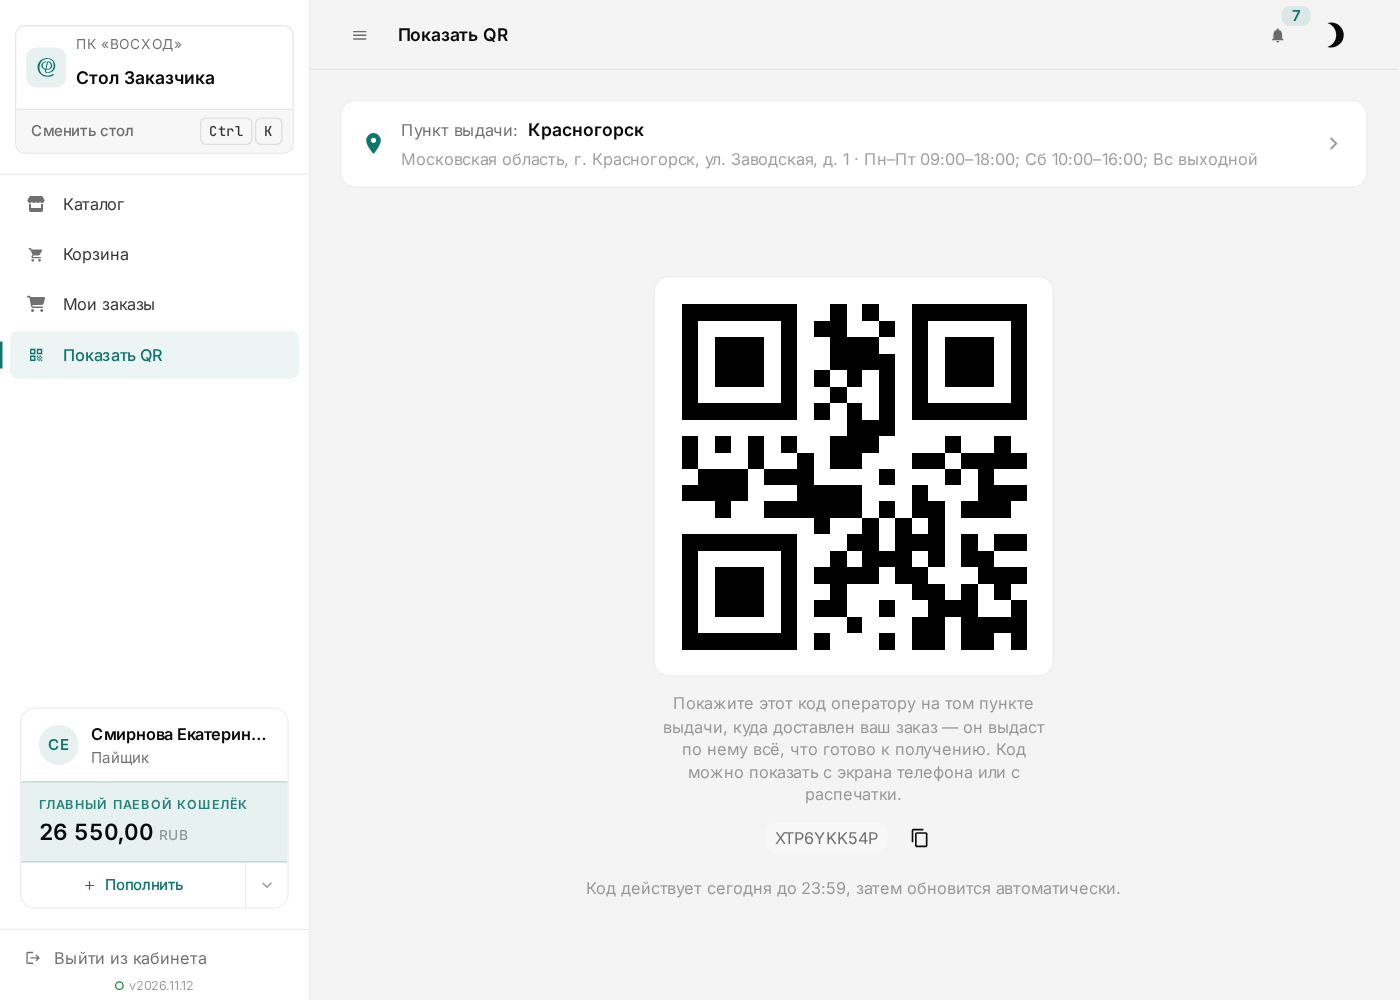 ПК «ВОСХОД»
Стол Заказчика
Сменить стол Ctrl K
Каталог
Корзина
Мои заказы
Показать QR
СЕ
Смирнова Екатерин...
Пайщик
ГЛАВНЫЙ ПАЕВОЙ КОШЕЛЁК
26 550,00 RUB
+ Пополнить
Выйти из кабинета
v2026.11.12
Показать QR
7
Пункт выдачи: Красногорск
Московская область, г. Красногорск, ул. Заводская, д. 1 · Пн–Пт 09:00–18:00; Сб 10:00–16:00; Вс выходной
Покажите этот код оператору на том пункте
выдачи, куда доставлен ваш заказ — он выдаст
по нему всё, что готово к получению. Код
можно показать с экрана телефона или с
распечатки.
XTP6YKK54P
Код действует сегодня до 23:59, затем обновится автоматически.